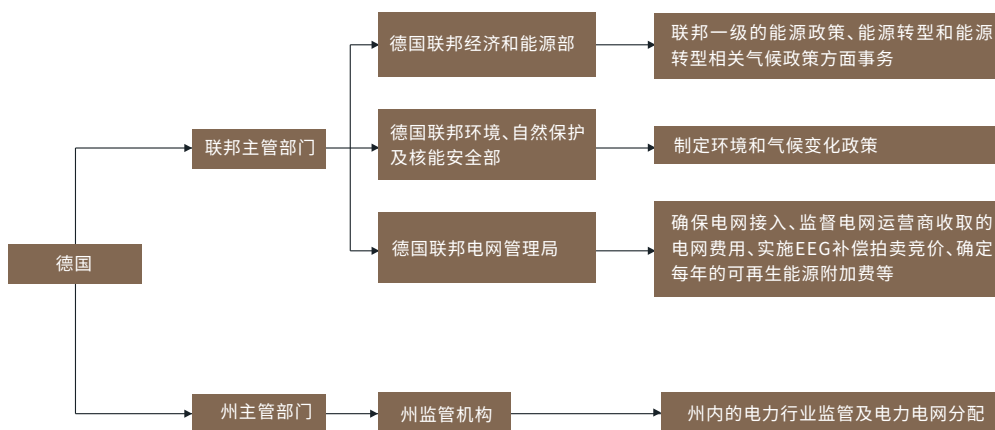 德国
联邦主管部门
德国联邦经济和能源部
联邦一级的能源政策、能源转型和能源
转型相关气候政策方面事务
德国联邦环境、自然保护
及核能安全部
制定环境和气候变化政策
德国联邦电网管理局
确保电网接入、监督电网运营商收取的
电网费用、实施EEG补偿拍卖竞价、确定
每年的可再生能源附加费等
州主管部门
州监管机构
州内的电力行业监管及电力电网分配